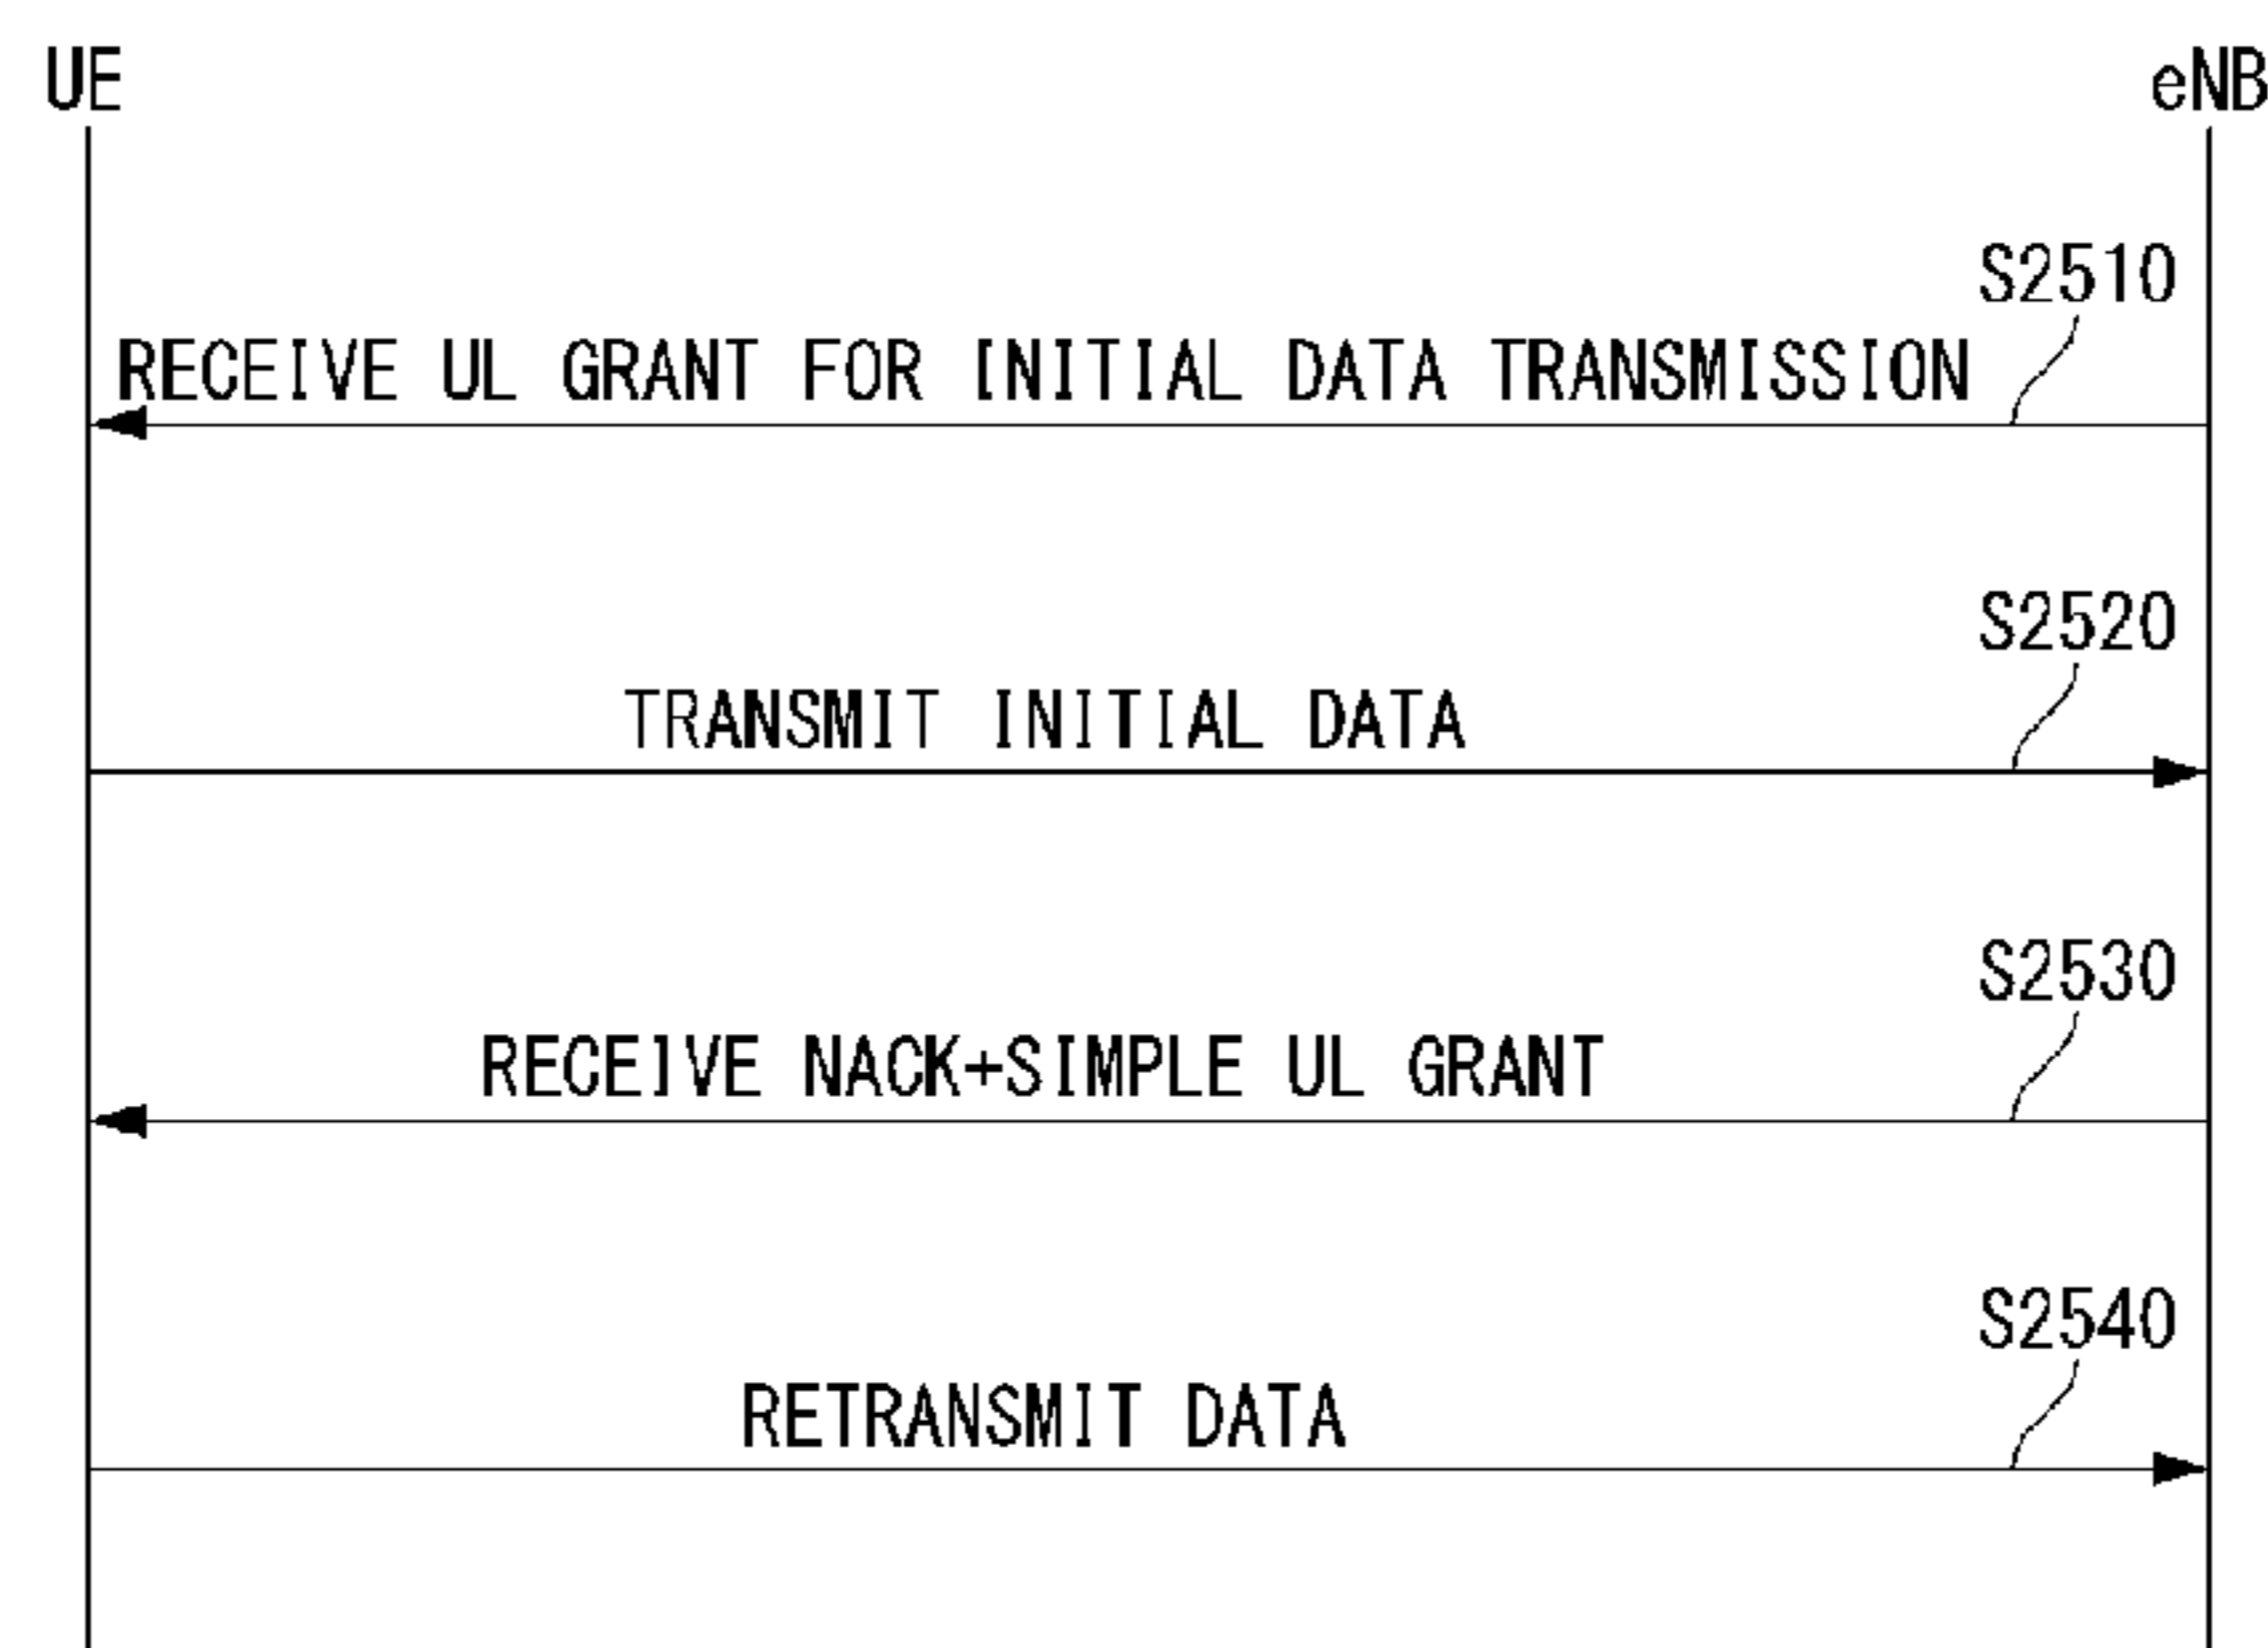 UE eNB
S2510
RECEIVE UL GRANT FOR INITIAL DATA TRANSMISSION
S2520
TRANSMIT INITIAL DATA
S2530
RECEIVE NACK+SIMPLE UL GRANT
S2540
RETRANSMIT DATA